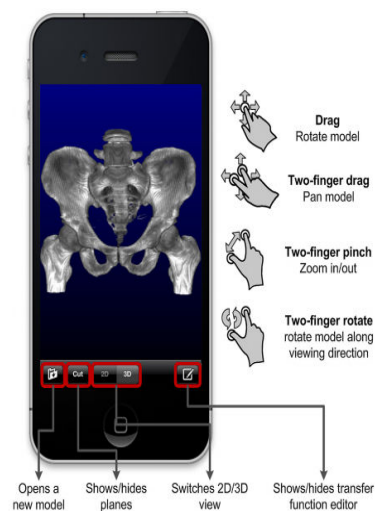 Drag
Rotate model
Two-finger drag
Pan model
Two-finger pinch
Zoom in/out
Two-finger rotate
rotate model along
viewing direction
Cut 2D 3D
Opens a
new model
Shows/hides
planes
Switches 2D/3D
view
Shows/hides transfer
function editor